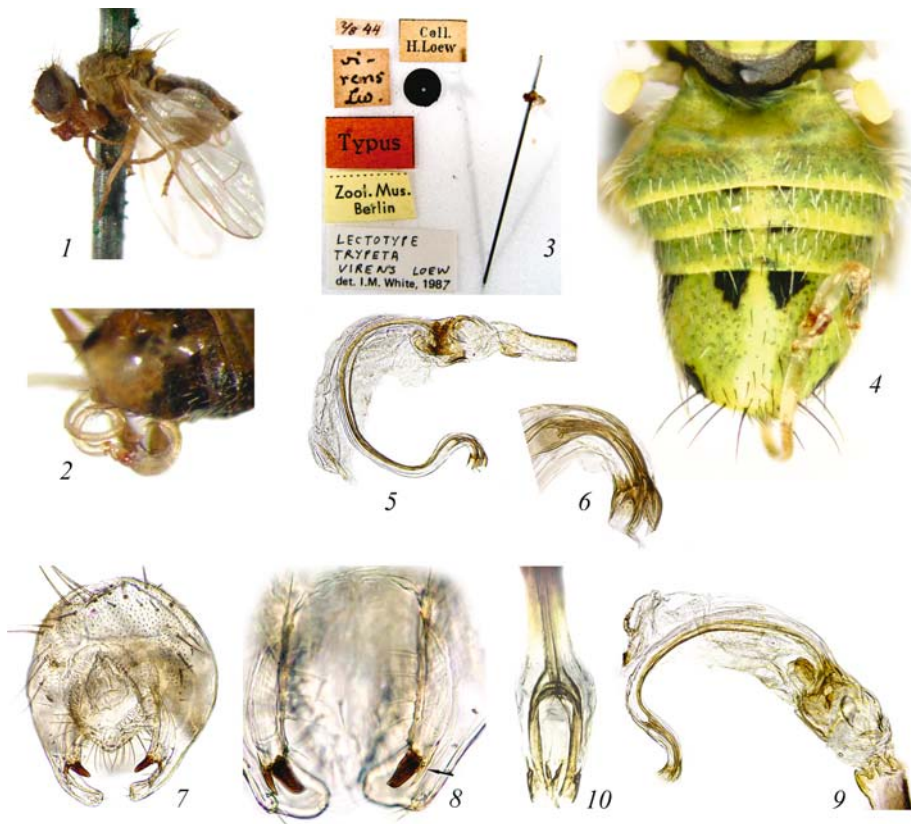 2/8 44
Coll.
H. Loew
vi-
rens
Lw.
Typus
Zool. Mus.
Berlin
LECTOTYPE
TRYPETA
VIRENS LOEW
det. I.M. White, 1987
1
3
4
2
5
6
7
8
10
9